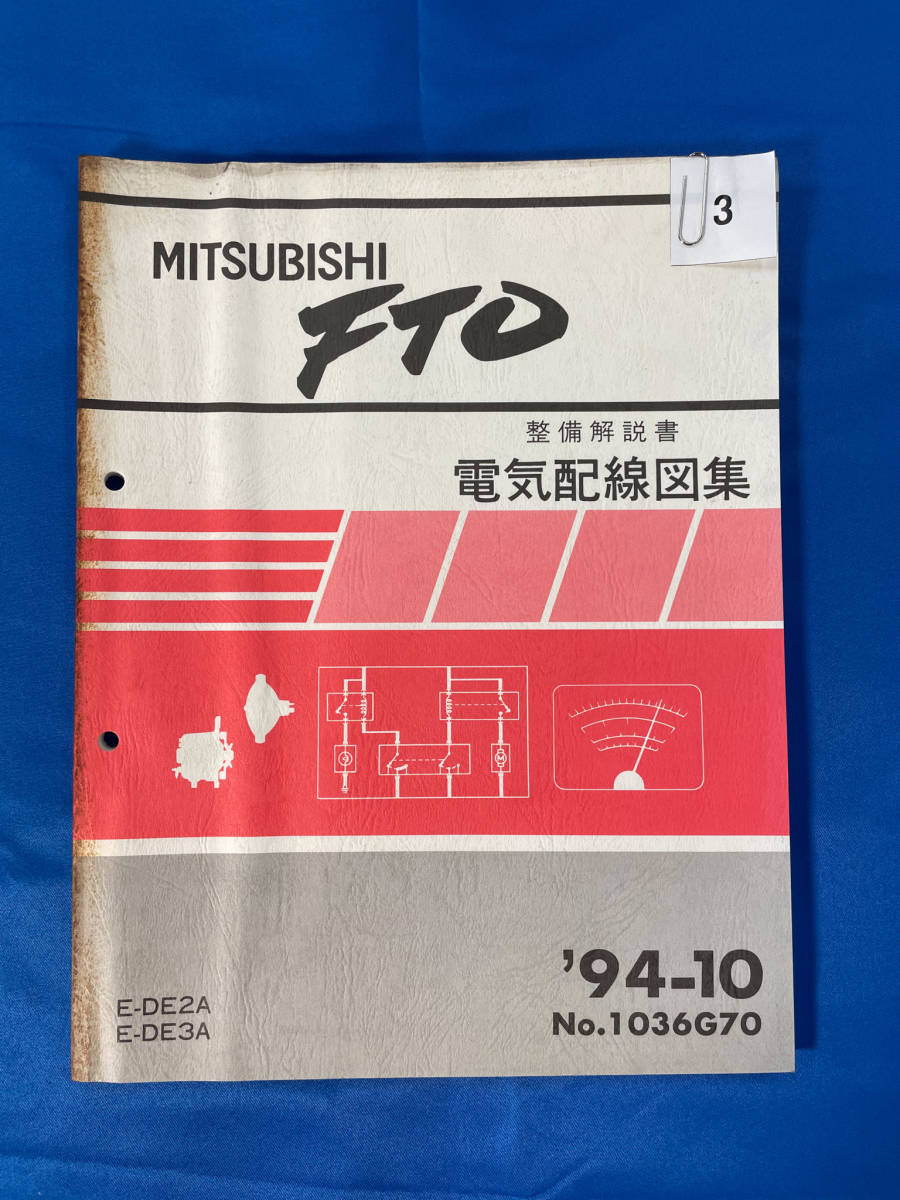 3
MITSUBISHI
FTO
整備解説書
電気配線図集
M
E-DE2A
E-DE3A
'94-10
No.1036G70